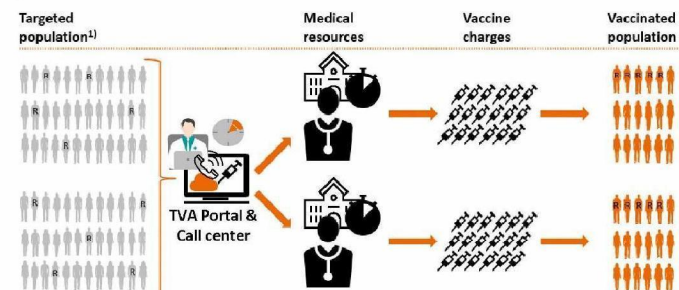 Targeted population¹⁾
Medical resources
Vaccine charges
Vaccinated population
R R
R R
R
R R R R R
TVA Portal &
Call center
R R
R
R R
R R R R R